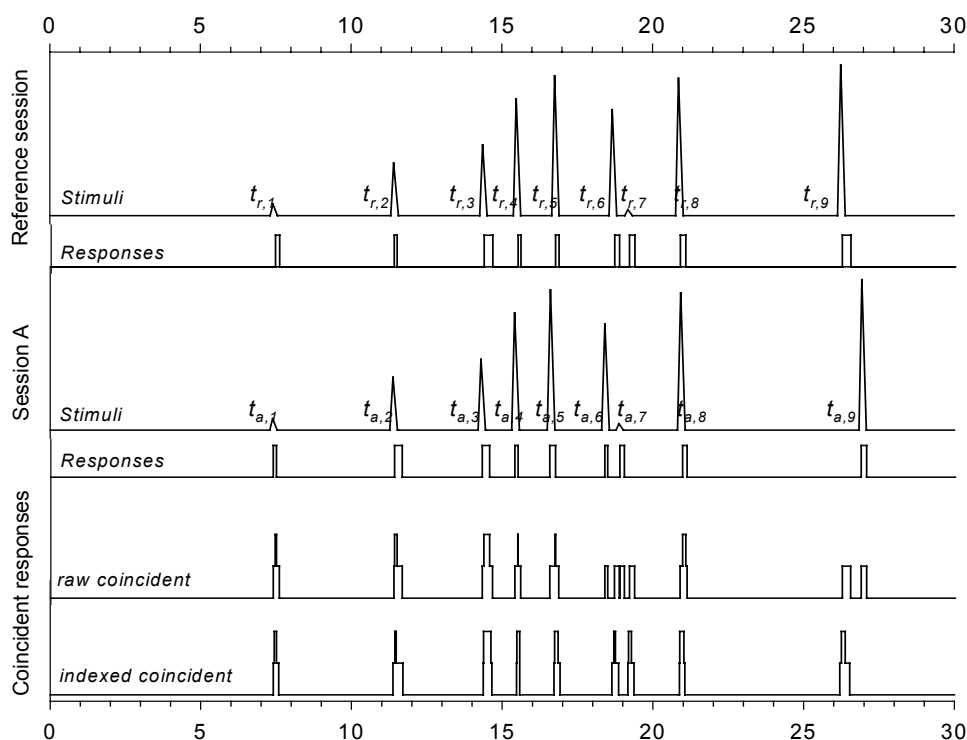 0 5 10 15 20 25 30
Reference session
Stimuli
t_r,1 t_r,2 t_r,3 t_r,4 t_r,5 t_r,6 t_r,7 t_r,8 t_r,9
Responses
Session A
Stimuli
t_a,1 t_a,2 t_a,3 t_a,4 t_a,5 t_a,6 t_a,7 t_a,8 t_a,9
Responses
Coincident responses
raw coincident
indexed coincident
0 5 10 15 20 25 30